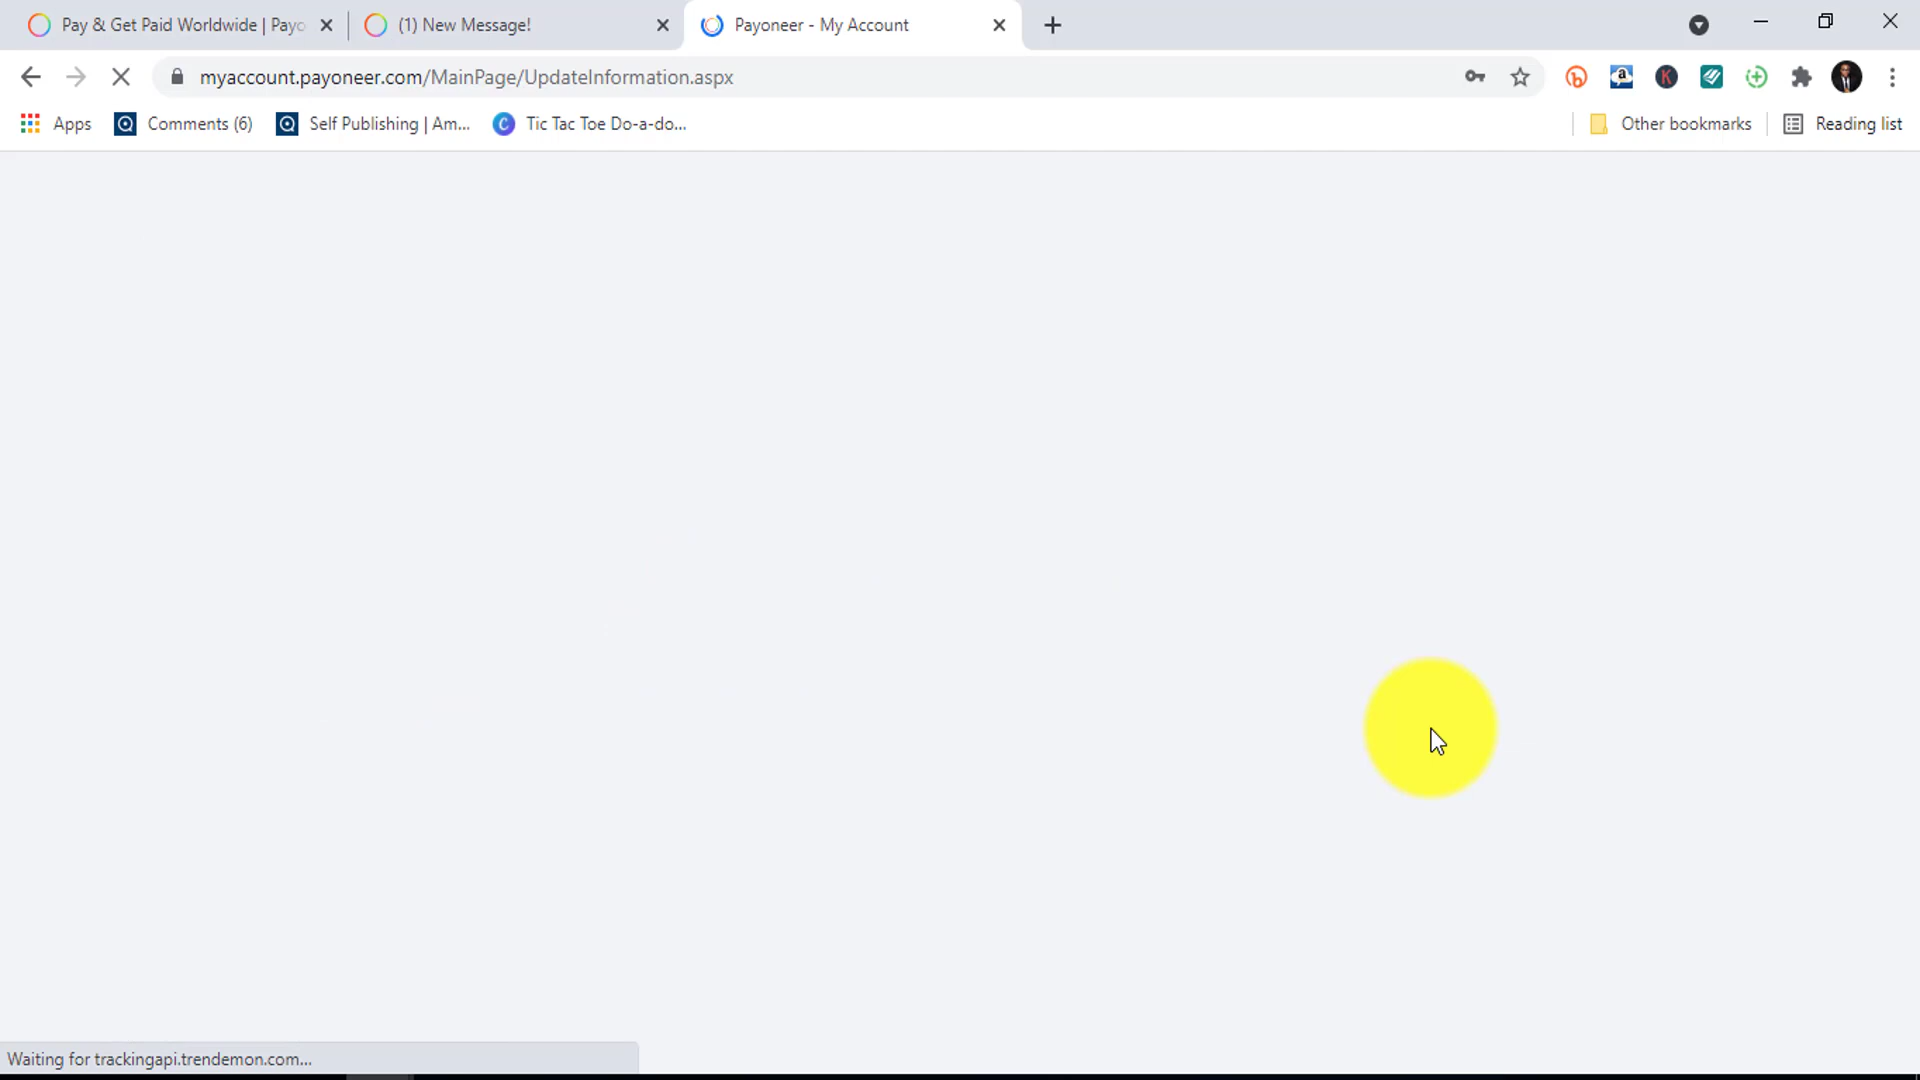 Pay & Get Paid Worldwide | Payo
(1) New Message!
Payoneer - My Account
myaccount.payoneer.com/MainPage/UpdateInformation.aspx
Apps
Comments (6)
Self Publishing | Am...
Tic Tac Toe Do-a-do...
Other bookmarks
Reading list
Waiting for trackingapi.trendemon.com...